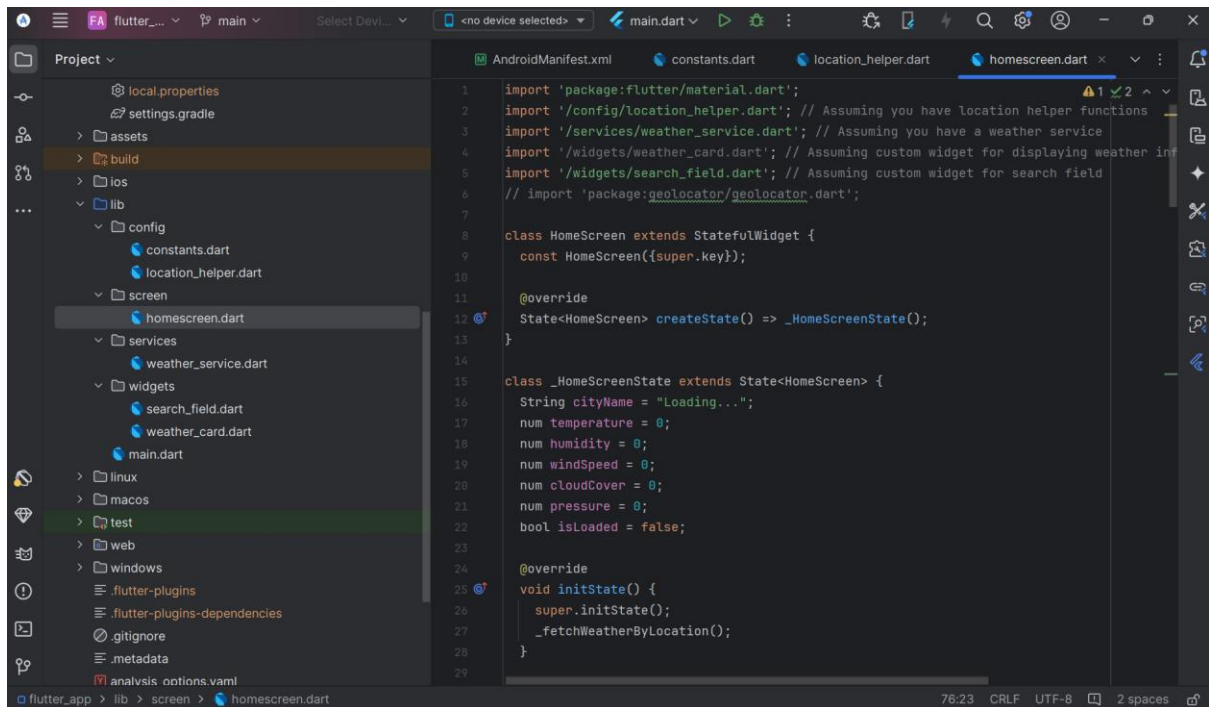 FA flutter_... main Select Devi... <no device selected> main.dart
Project
AndroidManifest.xml constants.dart location_helper.dart homescreen.dart
local.properties
settings.gradle
assets
build
ios
lib
config
constants.dart
location_helper.dart
screen
homescreen.dart
services
weather_service.dart
widgets
search_field.dart
weather_card.dart
main.dart
linux
macos
test
web
windows
.flutter-plugins
.flutter-plugins-dependencies
.gitignore
.metadata
analysis_options.yaml
1 import 'package:flutter/material.dart'; 1 2
2 import '/config/location_helper.dart'; // Assuming you have location helper functions
3 import '/services/weather_service.dart'; // Assuming you have a weather service
4 import '/widgets/weather_card.dart'; // Assuming custom widget for displaying weather inf
5 import '/widgets/search_field.dart'; // Assuming custom widget for search field
6 // import 'package:geolocator/geolocator.dart';
7
8 class HomeScreen extends StatefulWidget {
9 const HomeScreen({super.key});
10
11 @override
12 State<HomeScreen> createState() => _HomeScreenState();
13 }
14
15 class _HomeScreenState extends State<HomeScreen> {
16 String cityName = "Loading...";
17 num temperature = 0;
18 num humidity = 0;
19 num windSpeed = 0;
20 num cloudCover = 0;
21 num pressure = 0;
22 bool isLoaded = false;
23
24 @override
25 void initState() {
26 super.initState();
27 _fetchWeatherByLocation();
28 }
29
flutter_app > lib > screen > homescreen.dart 76:23 CRLF UTF-8 2 spaces